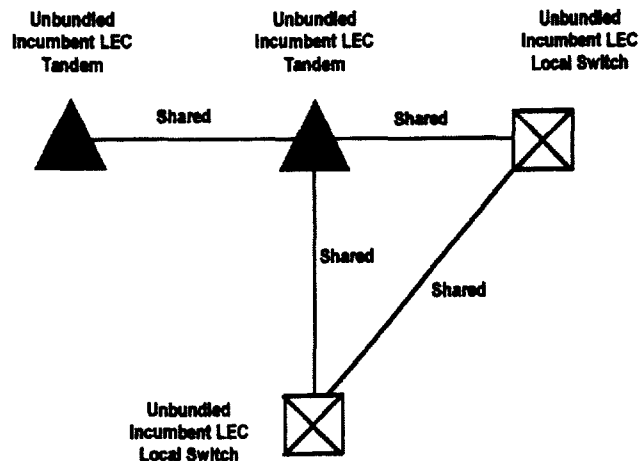 Unbundled
Incumbent LEC
Tandem
Unbundled
Incumbent LEC
Tandem
Unbundled
Incumbent LEC
Local Switch
Shared
Shared
Shared
Shared
Unbundled
Incumbent LEC
Local Switch